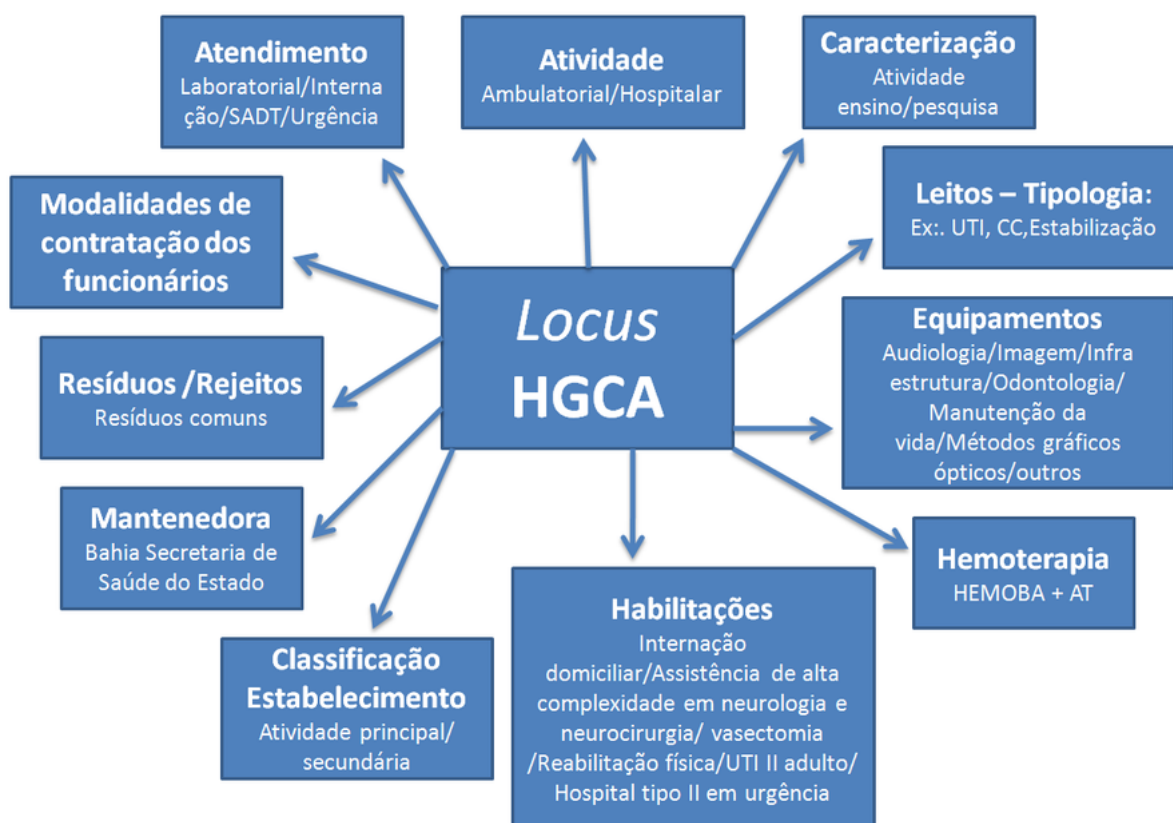 Atendimento
Laboratorial/Interna
ção/SADT/Urgência
Atividade
Ambulatorial/Hospitalar
Caracterização
Atividade
ensino/pesquisa
Modalidades de
contratação dos
funcionários
Leitos – Tipologia:
Ex:. UTI, CC,Estabilização
Locus
HGCA
Equipamentos
Audiologia/Imagem/Infra
estrutura/Odontologia/
Manutenção da
vida/Métodos gráficos
ópticos/outros
Resíduos /Rejeitos
Resíduos comuns
Mantenedora
Bahia Secretaria de
Saúde do Estado
Hemoterapia
HEMOBA + AT
Classificação
Estabelecimento
Atividade principal/
secundária
Habilitações
Internação
domiciliar/Assistência de alta
complexidade em neurologia e
neurocirurgia/ vasectomia
/Reabilitação física/UTI II adulto/
Hospital tipo II em urgência